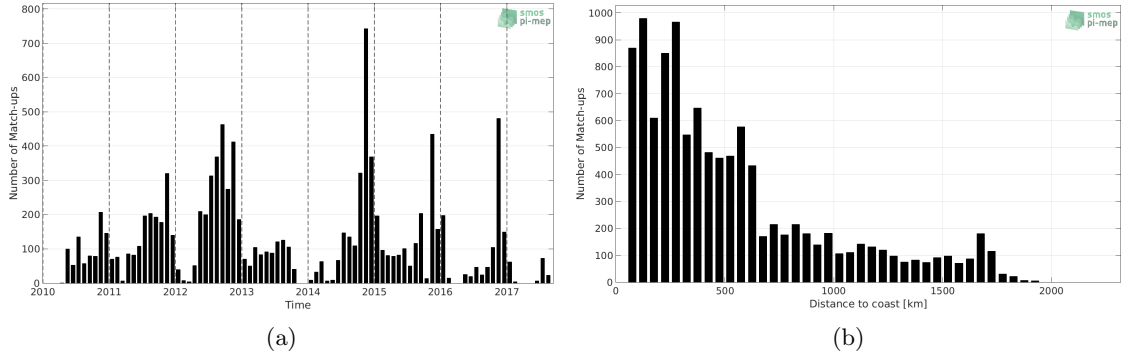 smos
pi-mep
Number of Match-ups
800
700
600
500
400
300
200
100
0
2010 2011 2012 2013 2014 2015 2016 2017
Time
(a)
smos
pi-mep
Number of Match-ups
1000
900
800
700
600
500
400
300
200
100
0
0 500 1000 1500 2000
Distance to coast [km]
(b)